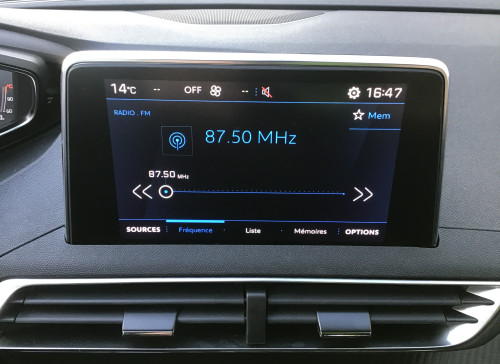 14°C -- OFF -- 16:47
RADIO . FM
Mem
87.50 MHz
87.50 MHz
SOURCES Fréquence Liste Mémoires OPTIONS